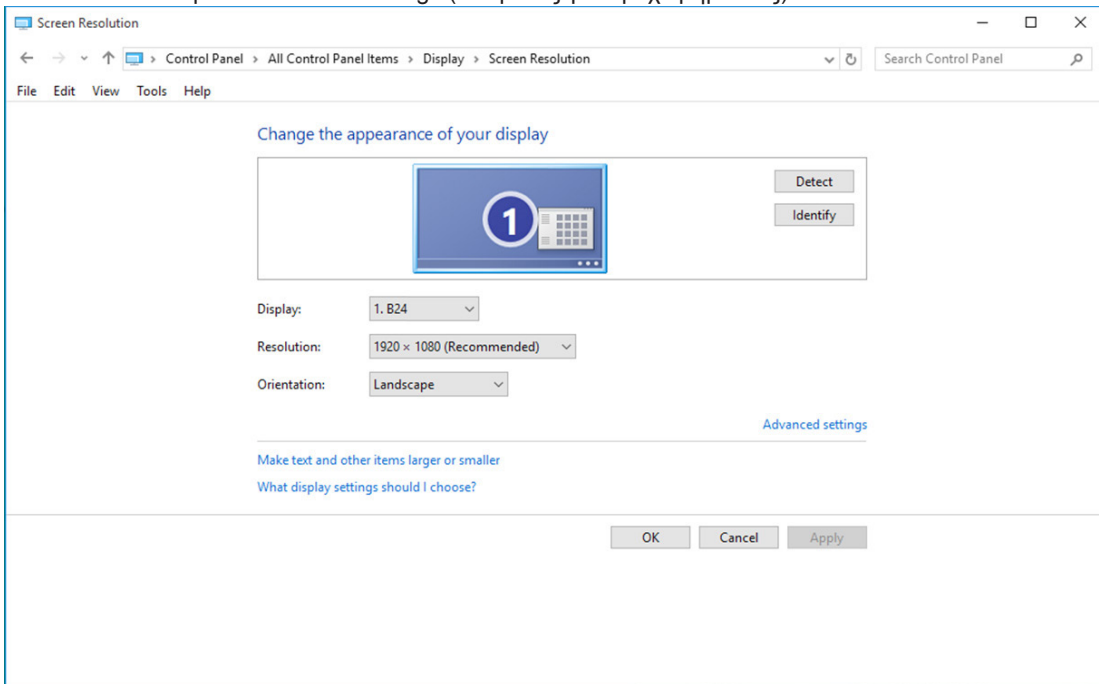 Screen Resolution
Control Panel > All Control Panel Items > Display > Screen Resolution
Search Control Panel
File Edit View Tools Help
Change the appearance of your display
1
Detect
Identify
Display: 1. B24
Resolution: 1920 × 1080 (Recommended)
Orientation: Landscape
Advanced settings
Make text and other items larger or smaller
What display settings should I choose?
OK Cancel Apply